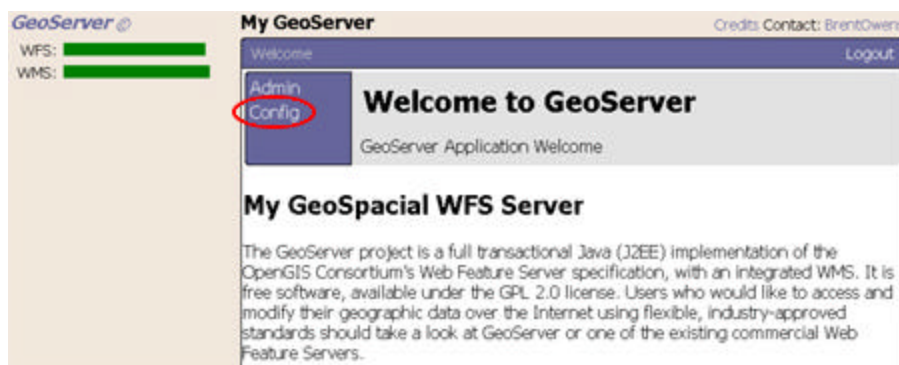 GeoServer ©
WFS:
WMS:
My GeoServer
Credits Contact: BrentOwens
Welcome
Logout
Admin
Config
Welcome to GeoServer
GeoServer Application Welcome
My GeoSpacial WFS Server
The GeoServer project is a full transactional Java (J2EE) implementation of the
OpenGIS Consortium's Web Feature Server specification, with an integrated WMS. It is
free software, available under the GPL 2.0 license. Users who would like to access and
modify their geographic data over the Internet using flexible, industry-approved
standards should take a look at GeoServer or one of the existing commercial Web
Feature Servers.